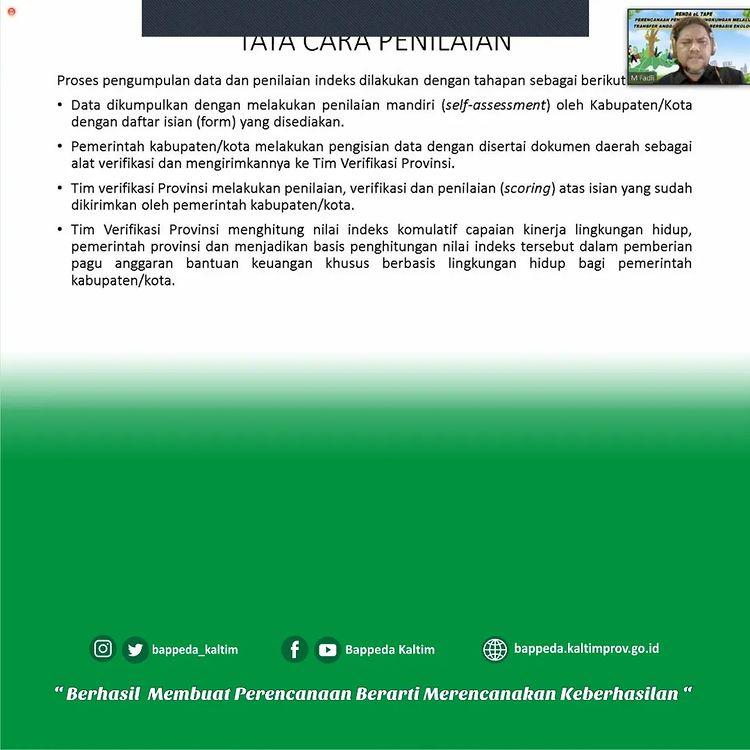 TATA CARA PENILAIAN
RENDA eL TAPE
M Fadli
Proses pengumpulan data dan penilaian indeks dilakukan dengan tahapan sebagai berikut
• Data dikumpulkan dengan melakukan penilaian mandiri (self-assessment) oleh Kabupaten/Kota
dengan daftar isian (form) yang disediakan.
• Pemerintah kabupaten/kota melakukan pengisian data dengan disertai dokumen daerah sebagai
alat verifikasi dan mengirimkannya ke Tim Verifikasi Provinsi.
• Tim verifikasi Provinsi melakukan penilaian, verifikasi dan penilaian (scoring) atas isian yang sudah
dikirimkan oleh pemerintah kabupaten/kota.
• Tim Verifikasi Provinsi menghitung nilai indeks komulatif capaian kinerja lingkungan hidup,
pemerintah provinsi dan menjadikan basis penghitungan nilai indeks tersebut dalam pemberian
pagu anggaran bantuan keuangan khusus berbasis lingkungan hidup bagi pemerintah
kabupaten/kota.
bappeda_kaltim
Bappeda Kaltim
bappeda.kaltimprov.go.id
“ Berhasil Membuat Perencanaan Berarti Merencanakan Keberhasilan “